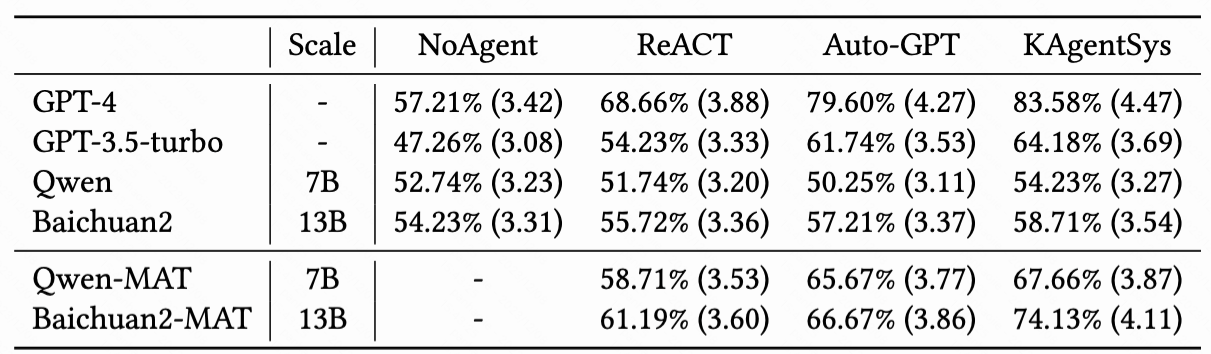 Scale NoAgent ReACT Auto-GPT KAgentSys
GPT-4 - 57.21% (3.42) 68.66% (3.88) 79.60% (4.27) 83.58% (4.47)
GPT-3.5-turbo - 47.26% (3.08) 54.23% (3.33) 61.74% (3.53) 64.18% (3.69)
Qwen 7B 52.74% (3.23) 51.74% (3.20) 50.25% (3.11) 54.23% (3.27)
Baichuan2 13B 54.23% (3.31) 55.72% (3.36) 57.21% (3.37) 58.71% (3.54)
Qwen-MAT 7B - 58.71% (3.53) 65.67% (3.77) 67.66% (3.87)
Baichuan2-MAT 13B - 61.19% (3.60) 66.67% (3.86) 74.13% (4.11)